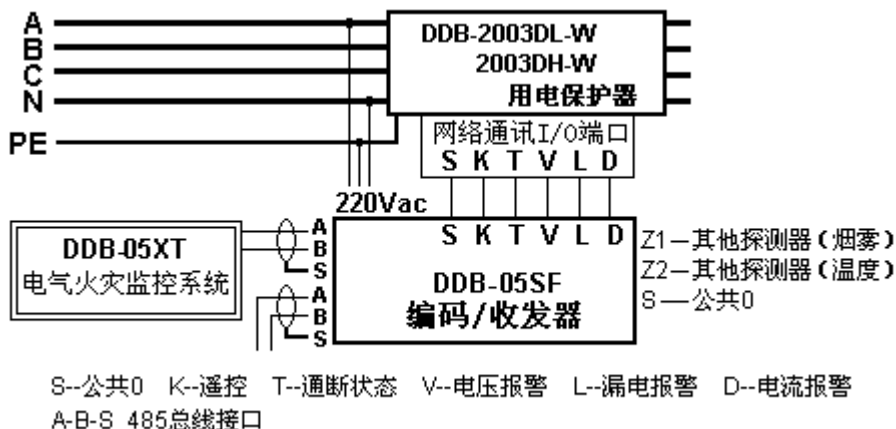 A
B
C
N
PE
DDB-2003DL-W
2003DH-W
用电保护器
网络通讯I/O端口
S K T V L D
220Vac
DDB-05XT
电气火灾监控系统
A
B
S
A
B
S
S K T V L D
DDB-05SF
编码/收发器
Z1—其他探测器(烟雾)
Z2—其他探测器(温度)
S—公共0
S--公共0 K--遥控 T--通断状态 V--电压报警 L--漏电报警 D--电流报警
A-B-S 485总线接口